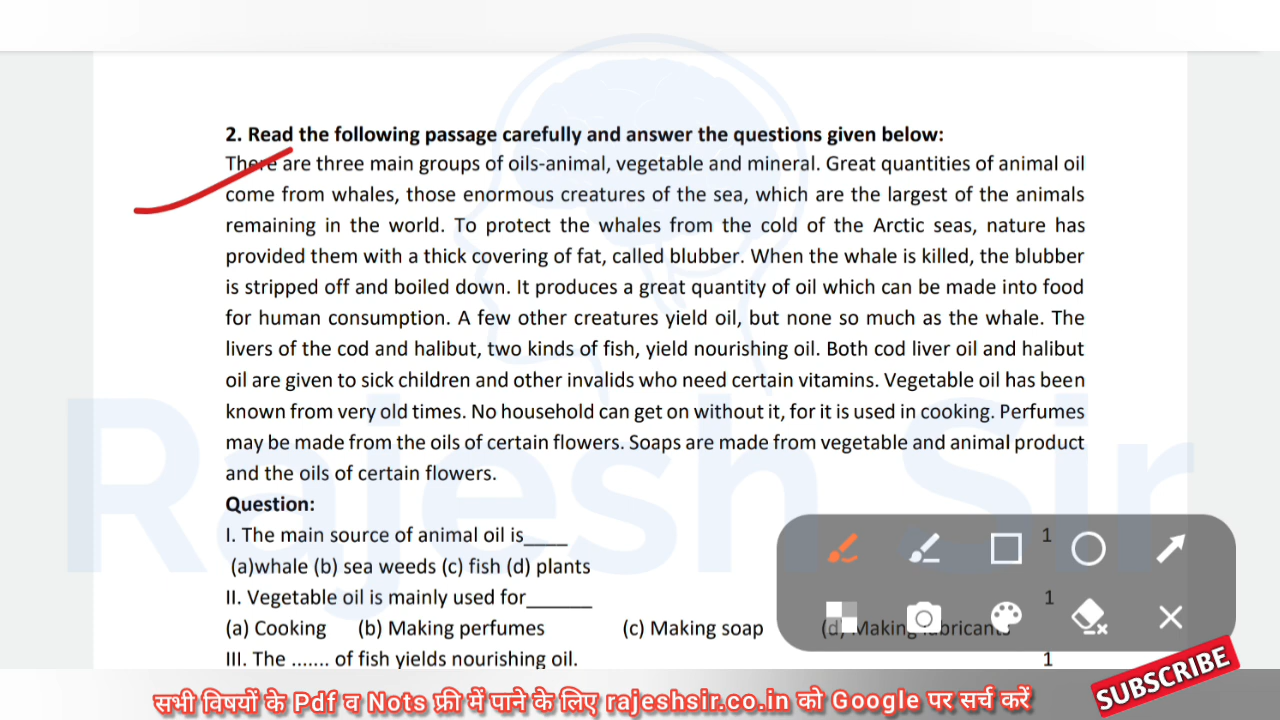 2. Read the following passage carefully and answer the questions given below:
There are three main groups of oils-animal, vegetable and mineral. Great quantities of animal oil
come from whales, those enormous creatures of the sea, which are the largest of the animals
remaining in the world. To protect the whales from the cold of the Arctic seas, nature has
provided them with a thick covering of fat, called blubber. When the whale is killed, the blubber
is stripped off and boiled down. It produces a great quantity of oil which can be made into food
for human consumption. A few other creatures yield oil, but none so much as the whale. The
livers of the cod and halibut, two kinds of fish, yield nourishing oil. Both cod liver oil and halibut
oil are given to sick children and other invalids who need certain vitamins. Vegetable oil has been
known from very old times. No household can get on without it, for it is used in cooking. Perfumes
may be made from the oils of certain flowers. Soaps are made from vegetable and animal product
and the oils of certain flowers.
Rajesh Sir
Question:
I. The main source of animal oil is____ 1
(a)whale (b) sea weeds (c) fish (d) plants
II. Vegetable oil is mainly used for______ 1
(a) Cooking (b) Making perfumes (c) Making soap (d) Making lubricants
III. The ....... of fish yields nourishing oil. 1
सभी विषयों के Pdf व Nots फ्री में पाने के लिए rajeshsir.co.in को Google पर सर्च करें
SUBSCRIBE